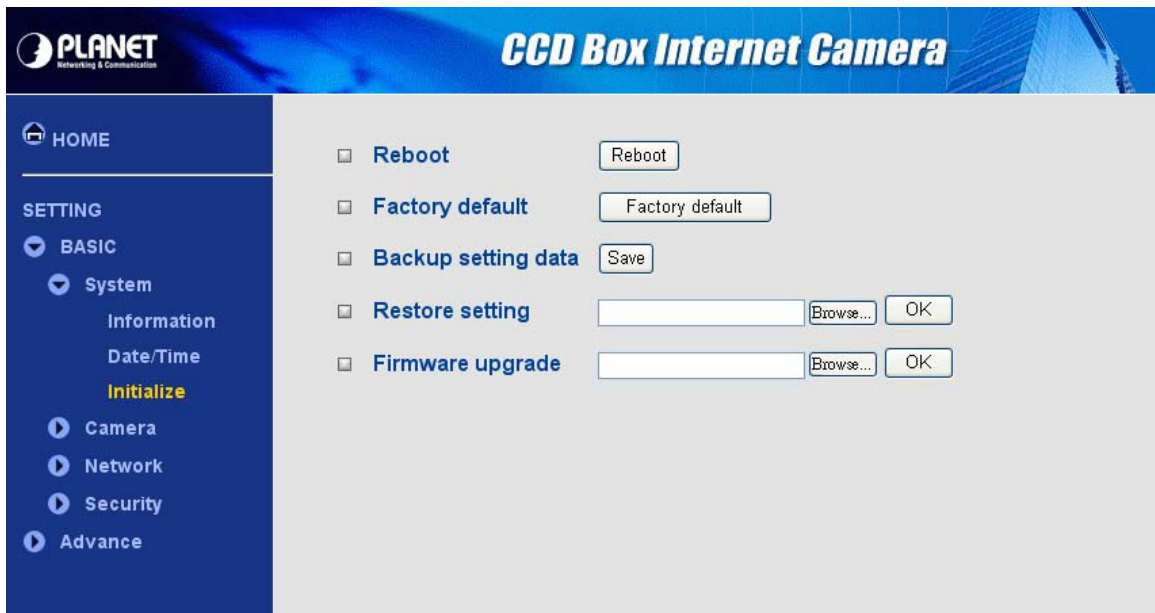 PLANET
Networking & Communication
CCD Box Internet Camera
HOME
SETTING
BASIC
System
Information
Date/Time
Initialize
Camera
Network
Security
Advance
Reboot Reboot
Factory default Factory default
Backup setting data Save
Restore setting Browse... OK
Firmware upgrade Browse... OK